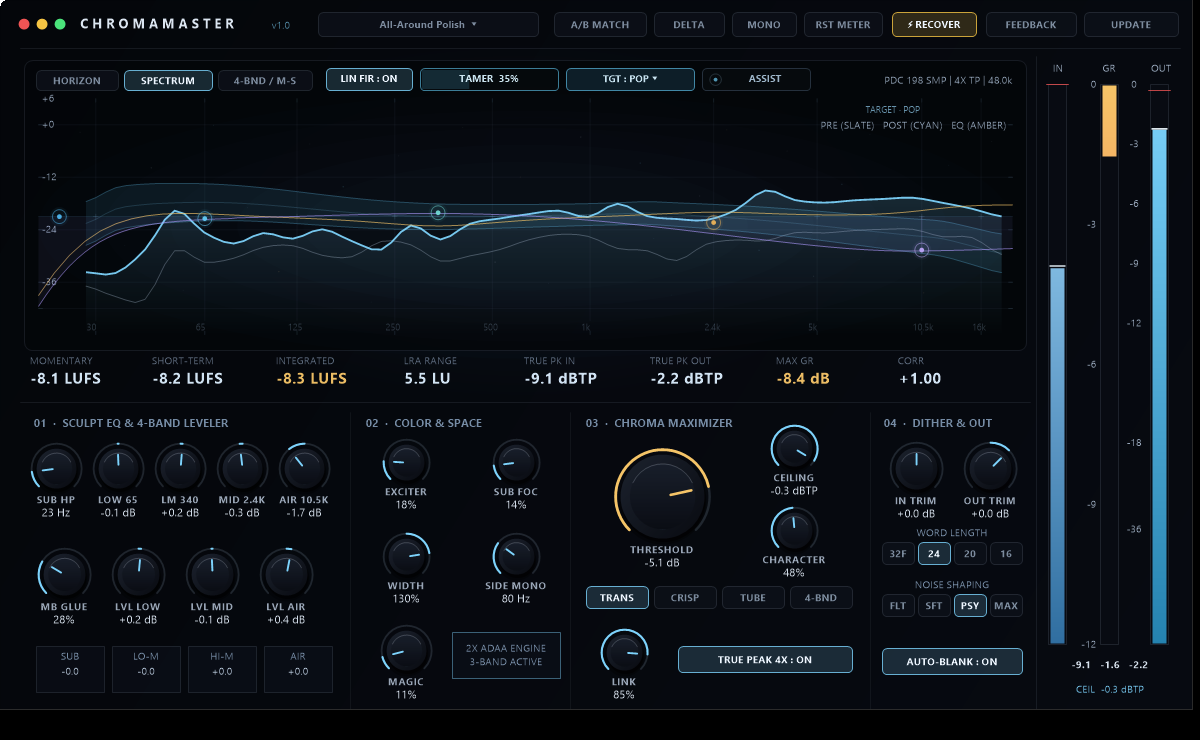 CHROMAMASTER v1.0 All-Around Polish ▾ A/B MATCH DELTA MONO RST METER ⚡RECOVER FEEDBACK UPDATE
HORIZON SPECTRUM 4-BND / M-S LIN FIR : ON TAMER 35% TGT : POP ▾ ASSIST PDC 198 SMP | 4X TP | 48.0k
TARGET · POP
PRE (SLATE) POST (CYAN) EQ (AMBER)
+6
+0
-12
-24
-36
30 65 125 250 500 1k 2.4k 5k 10.5k 16k
MOMENTARY SHORT-TERM INTEGRATED LRA RANGE TRUE PK IN TRUE PK OUT MAX GR CORR
-8.1 LUFS -8.2 LUFS -8.3 LUFS 5.5 LU -9.1 dBTP -2.2 dBTP -8.4 dB +1.00
01 · SCULPT EQ & 4-BAND LEVELER
SUB HP LOW 65 LM 340 MID 2.4K AIR 10.5K
23 Hz -0.1 dB +0.2 dB -0.3 dB -1.7 dB
MB GLUE LVL LOW LVL MID LVL AIR
28% +0.2 dB -0.1 dB +0.4 dB
SUB LO-M HI-M AIR
-0.0 -0.0 +0.0 +0.0
02 · COLOR & SPACE
EXCITER SUB FOC
18% 14%
WIDTH SIDE MONO
130% 80 Hz
MAGIC
11%
2X ADAA ENGINE
3-BAND ACTIVE
03 · CHROMA MAXIMIZER
CEILING
-0.3 dBTP
THRESHOLD
-5.1 dB
CHARACTER
48%
TRANS CRISP TUBE 4-BND
LINK
85%
TRUE PEAK 4X : ON
04 · DITHER & OUT
IN TRIM OUT TRIM
+0.0 dB +0.0 dB
WORD LENGTH
32F 24 20 16
NOISE SHAPING
FLT SFT PSY MAX
AUTO-BLANK : ON
IN GR OUT
0
-3
-6
-9
-12
0
-3
-6
-9
-12
-18
-36
-9.1 -1.6 -2.2
CEIL -0.3 dBTP